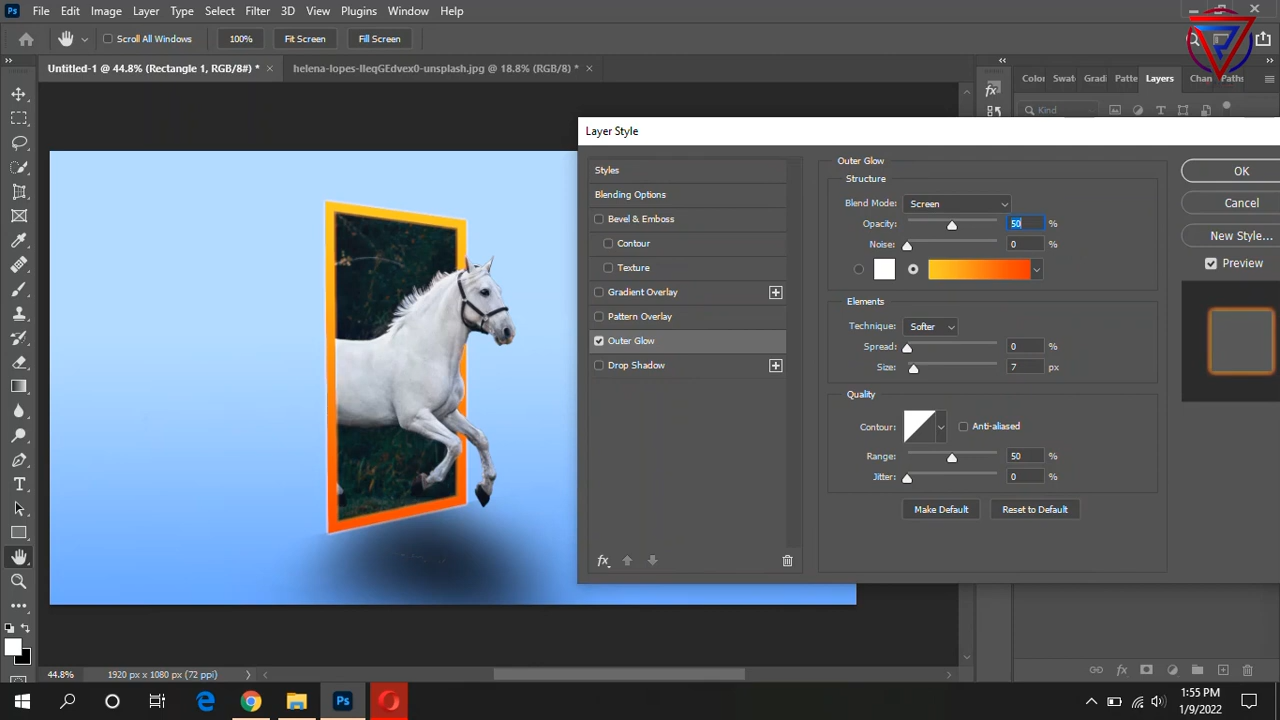 Ps File Edit Image Layer Type Select Filter 3D View Plugins Window Help
Scroll All Windows 100% Fit Screen Fill Screen
Untitled-1 @ 44.8% (Rectangle 1, RGB/8#) * × helena-lopes-lIeqGEdvex0-unsplash.jpg @ 18.8% (RGB/8) * ×
Color Swat Gradi Patte Layers Chan Paths
Kind
Layer Style
Styles
Blending Options
Bevel & Emboss
Contour
Texture
Gradient Overlay
Pattern Overlay
Outer Glow
Drop Shadow
fx
Outer Glow
Structure
Blend Mode: Screen
Opacity: 50 %
Noise: 0 %
Elements
Technique: Softer
Spread: 0 %
Size: 7 px
Quality
Contour: Anti-aliased
Range: 50 %
Jitter: 0 %
Make Default Reset to Default
OK
Cancel
New Style...
Preview
44.8% 1920 px x 1080 px (72 ppi)
Ps
1:55 PM
1/9/2022